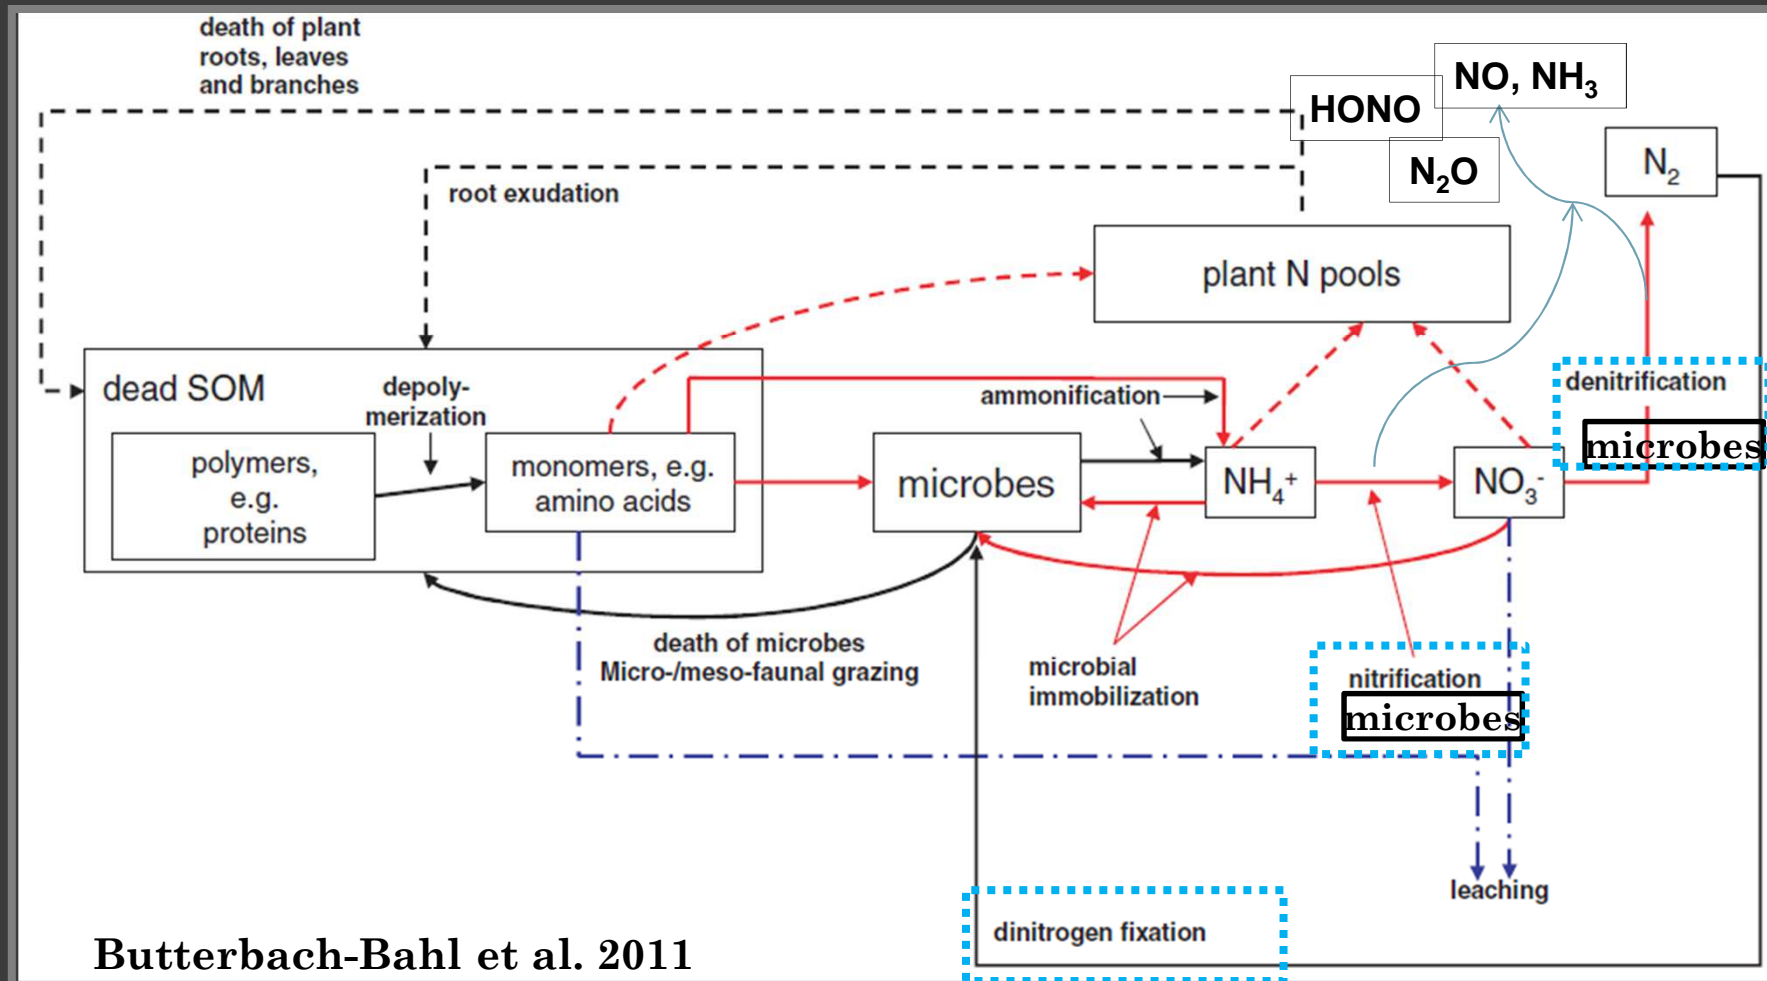 death of plant
roots, leaves
and branches
NO, NH₃
HONO
N₂
N₂O
root exudation
plant N pools
dead SOM
depoly-
merization
ammonification
denitrification
microbes
polymers,
e.g.
proteins
monomers, e.g.
amino acids
microbes
NH₄⁺
NO₃⁻
death of microbes
Micro-/meso-faunal grazing
microbial
immobilization
nitrification
microbes
leaching
dinitrogen fixation
Butterbach-Bahl et al. 2011